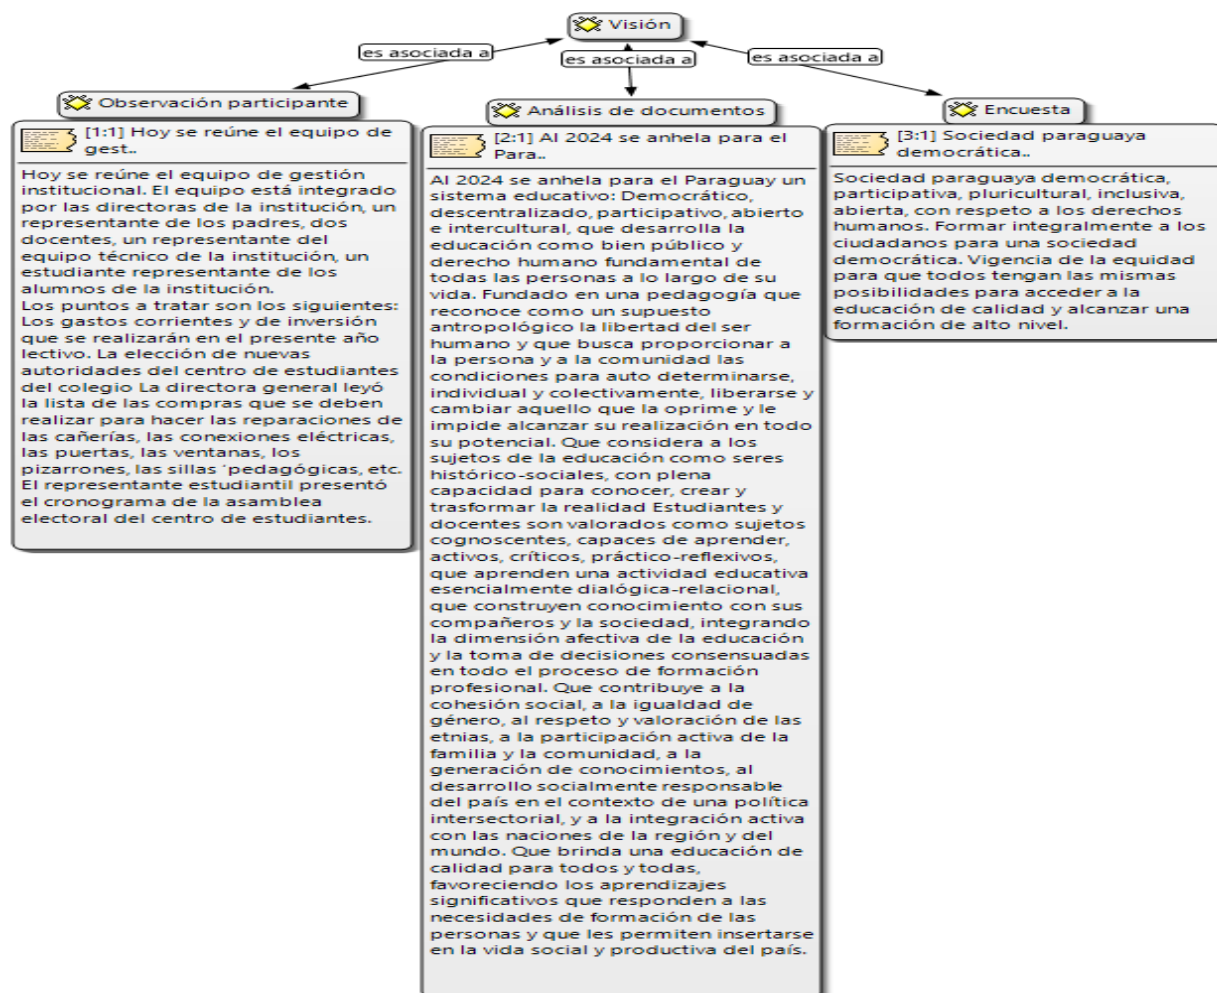 Visión
es asociada a
es asociada a
es asociada a
Observación participante
[1:1] Hoy se reúne el equipo de
gest..
Hoy se reúne el equipo de gestión
institucional. El equipo está integrado
por las directoras de la institución, un
representante de los padres, dos
docentes, un representante del
equipo técnico de la institución, un
estudiante representante de los
alumnos de la institución.
Los puntos a tratar son los siguientes:
Los gastos corrientes y de inversión
que se realizarán en el presente año
lectivo. La elección de nuevas
autoridades del centro de estudiantes
del colegio La directora general leyó
la lista de las compras que se deben
realizar para hacer las reparaciones de
las cañerías, las conexiones eléctricas,
las puertas, las ventanas, los
pizarrones, las sillas ´pedagógicas, etc.
El representante estudiantil presentó
el cronograma de la asamblea
electoral del centro de estudiantes.
Análisis de documentos
[2:1] Al 2024 se anhela para el
Para..
Al 2024 se anhela para el Paraguay un
sistema educativo: Democrático,
descentralizado, participativo, abierto
e intercultural, que desarrolla la
educación como bien público y
derecho humano fundamental de
todas las personas a lo largo de su
vida. Fundado en una pedagogía que
reconoce como un supuesto
antropológico la libertad del ser
humano y que busca proporcionar a
la persona y a la comunidad las
condiciones para auto determinarse,
individual y colectivamente, liberarse y
cambiar aquello que la oprime y le
impide alcanzar su realización en todo
su potencial. Que considera a los
sujetos de la educación como seres
histórico-sociales, con plena
capacidad para conocer, crear y
trasformar la realidad Estudiantes y
docentes son valorados como sujetos
cognoscentes, capaces de aprender,
activos, críticos, práctico-reflexivos,
que aprenden una actividad educativa
esencialmente dialógica-relacional,
que construyen conocimiento con sus
compañeros y la sociedad, integrando
la dimensión afectiva de la educación
y la toma de decisiones consensuadas
en todo el proceso de formación
profesional. Que contribuye a la
cohesión social, a la igualdad de
género, al respeto y valoración de las
etnias, a la participación activa de la
familia y la comunidad, a la
generación de conocimientos, al
desarrollo socialmente responsable
del país en el contexto de una política
intersectorial, y a la integración activa
con las naciones de la región y del
mundo. Que brinda una educación de
calidad para todos y todas,
favoreciendo los aprendizajes
significativos que responden a las
necesidades de formación de las
personas y que les permiten insertarse
en la vida social y productiva del país.
Encuesta
[3:1] Sociedad paraguaya
democrática..
Sociedad paraguaya democrática,
participativa, pluricultural, inclusiva,
abierta, con respeto a los derechos
humanos. Formar integralmente a los
ciudadanos para una sociedad
democrática. Vigencia de la equidad
para que todos tengan las mismas
posibilidades para acceder a la
educación de calidad y alcanzar una
formación de alto nivel.